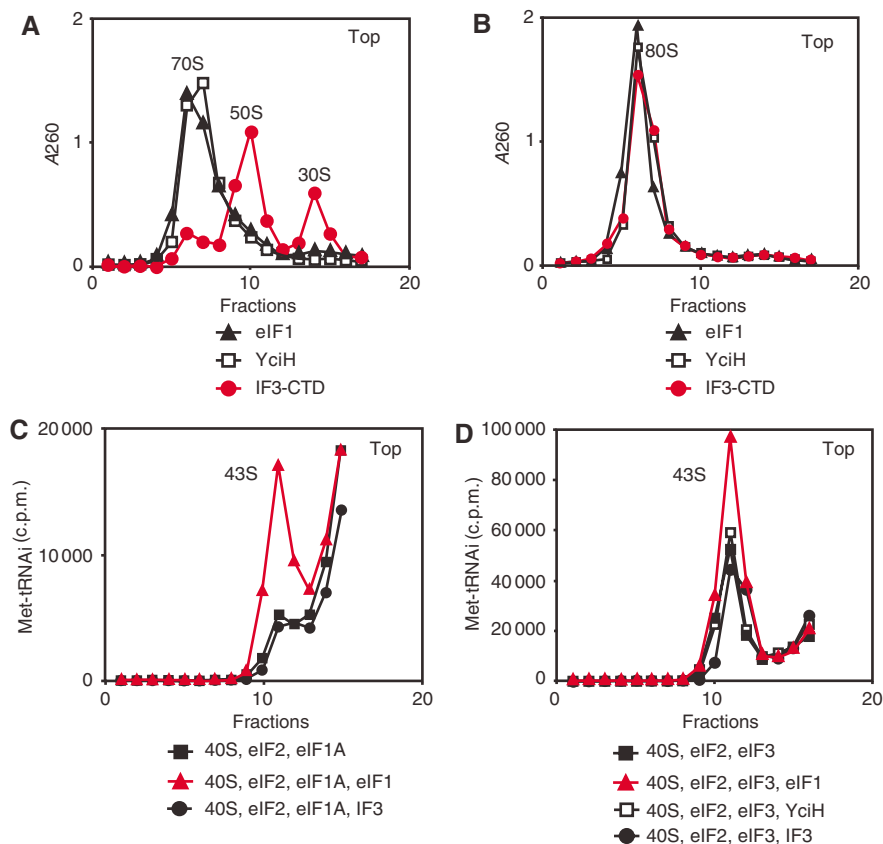 A
Top
70S
50S
30S
A260
2
1
0
0
10
20
Fractions
eIF1
YciH
IF3-CTD
B
Top
80S
A260
2
1
0
0
10
20
Fractions
eIF1
YciH
IF3-CTD
C
Top
43S
Met-tRNAi (c.p.m.)
20 000
10 000
0
0
10
20
Fractions
40S, eIF2, eIF1A
40S, eIF2, eIF1A, eIF1
40S, eIF2, eIF1A, IF3
D
Top
43S
Met-tRNAi (c.p.m.)
100 000
80 000
60 000
40 000
20 000
0
0
10
20
Fractions
40S, eIF2, eIF3
40S, eIF2, eIF3, eIF1
40S, eIF2, eIF3, YciH
40S, eIF2, eIF3, IF3